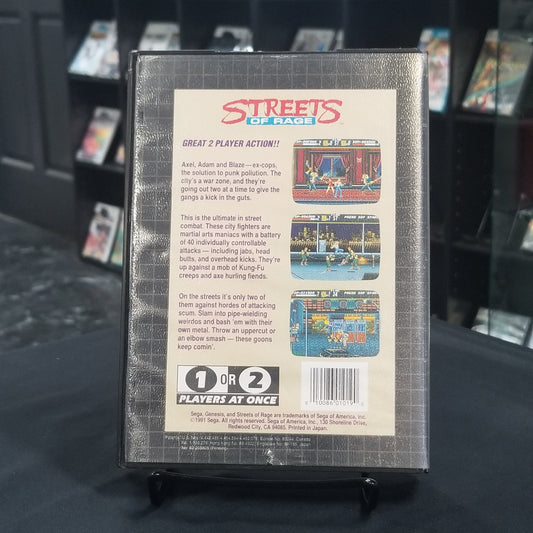 STREETS
OF RAGE
GREAT 2 PLAYER ACTION!!
Axel, Adam and Blaze — ex-cops,
the solution to punk pollution. The
city's a war zone, and they're
going out two at a time to give the
gangs a kick in the guts.
This is the ultimate in street
combat. These city fighters are
martial arts maniacs with a battery
of 40 individually controllable
attacks — including jabs, head
butts, and overhead kicks. They're
up against a mob of Kung-Fu
creeps and axe hurling fiends.
On the streets it's only two of
them against hordes of attacking
scum. Slam into pipe-wielding
weirdos and bash 'em with their
own metal. Throw an uppercut or
an elbow smash — these goons
keep comin'.
1 OR 2
PLAYERS AT ONCE
Sega, Genesis, and Streets of Rage are trademarks of Sega of America, Inc.
©1991 Sega. All rights reserved. Sega of America, Inc., 130 Shoreline Drive,
Redwood City, CA 94065. Printed in Japan.